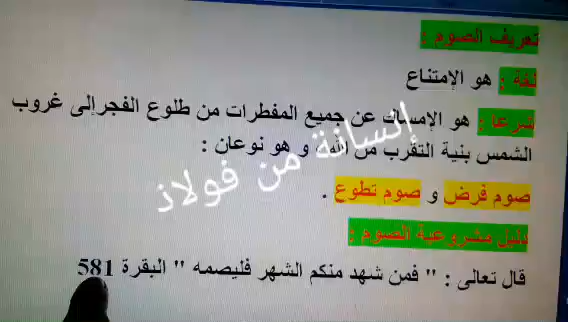 تعريف الصوم :
لغة : هو الإمتناع
شرعا : هو الإمساك عن جميع المفطرات من طلوع الفجر إلى غروب
الشمس بنية التقرب من الله، و هو نوعان :
صوم فرض و صوم تطوع .
دليل مشروعية الصوم :
قال تعالى : " فمن شهد منكم الشهر فليصمه " البقرة 581
إنسانة من فولاذ